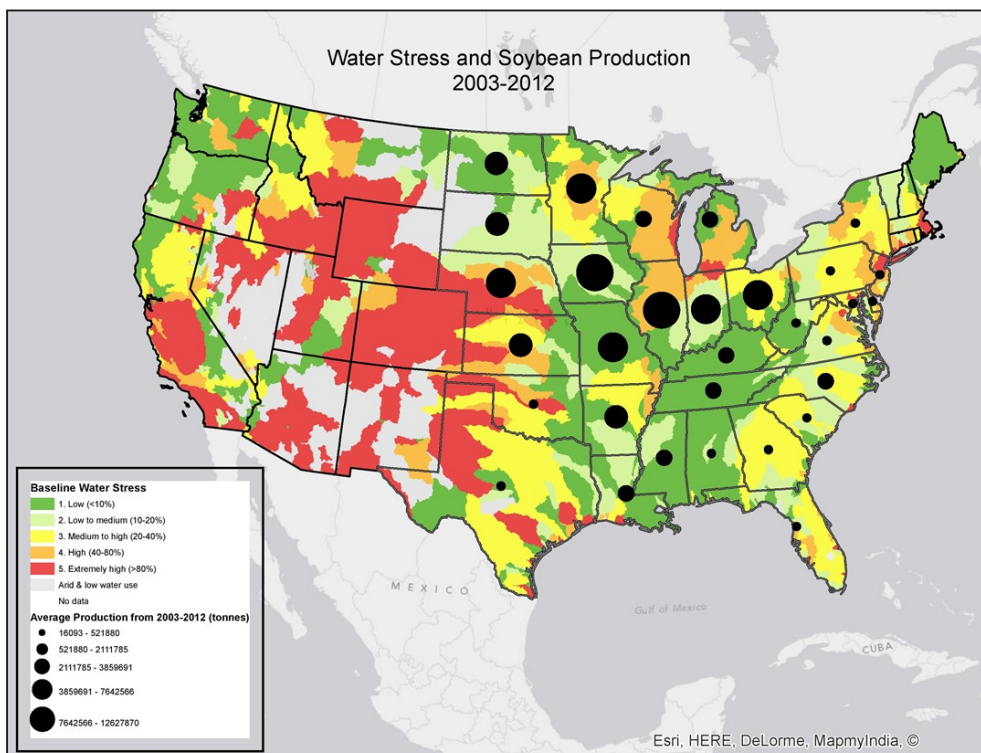 Water Stress and Soybean Production
2003-2012
Baseline Water Stress
1. Low (<10%)
2. Low to medium (10-20%)
3. Medium to high (20-40%)
4. High (40-80%)
5. Extremely high (>80%)
Arid & low water use
No data
Average Production from 2003-2012 (tonnes)
16093 - 521880
521880 - 2111785
2111785 - 3859691
3859691 - 7642566
7642566 - 12627870
MEXICO
Gulf of Mexico
CUBA
Esri, HERE, DeLorme, MapmyIndia, ©